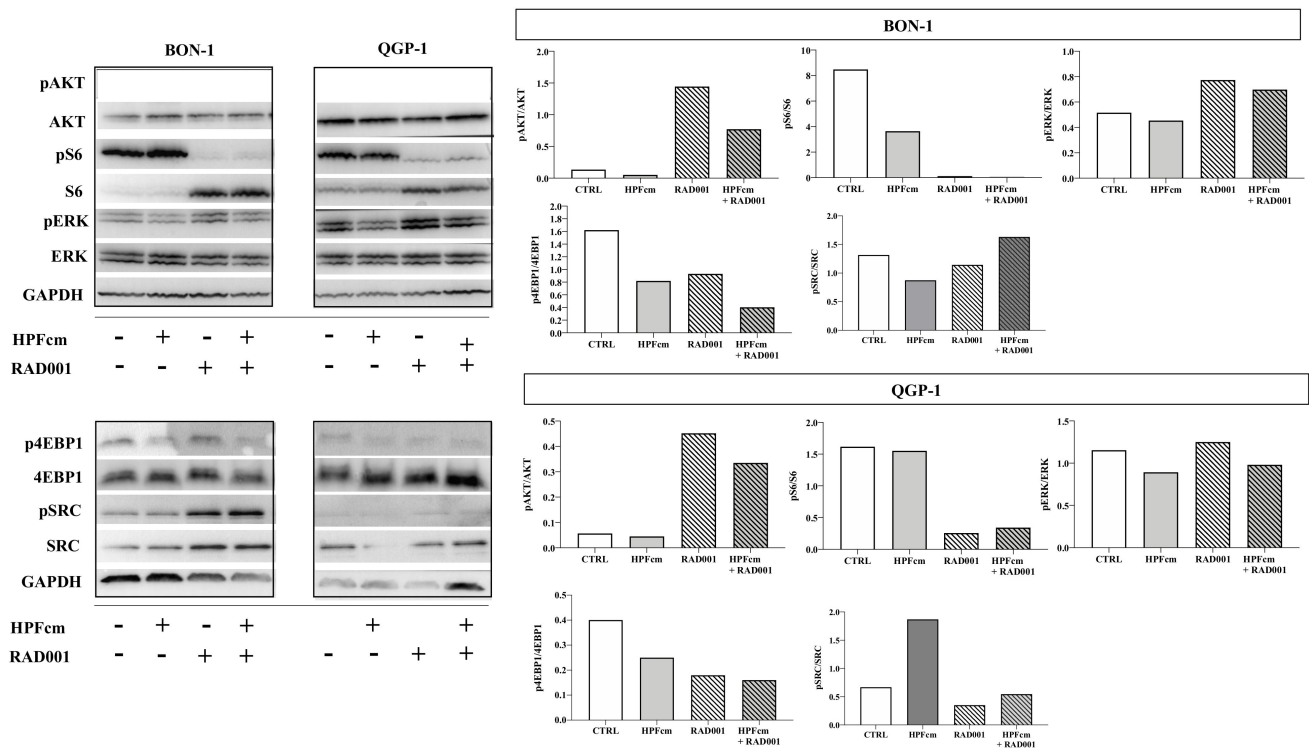 BON-1
QGP-1
pAKT
AKT
pS6
S6
pERK
ERK
GAPDH
HPFcm - + - + - + - +
RAD001 - - + + - - + +
p4EBP1
4EBP1
pSRC
SRC
GAPDH
HPFcm - + - + - + - +
RAD001 - - + + - - + +
BON-1
pAKT/AKT
2.0
1.5
1.0
0.5
0.0
CTRL HPFcm RAD001 HPFcm
+ RAD001
pS6/S6
10
8
6
4
2
0
CTRL HPFcm RAD001 HPFcm
+ RAD001
pERK/ERK
1.0
0.8
0.6
0.4
0.2
0.0
CTRL HPFcm RAD001 HPFcm
+ RAD001
p4EBP1/4EBP1
1.8
1.6
1.4
1.2
1.0
0.8
0.6
0.4
0.2
0.0
CTRL HPFcm RAD001 HPFcm
+ RAD001
pSRC/SRC
2.0
1.5
1.0
0.5
0.0
CTRL HPFcm RAD001 HPFcm
+ RAD001
QGP-1
pAKT/AKT
0.5
0.4
0.3
0.2
0.1
0.0
CTRL HPFcm RAD001 HPFcm
+ RAD001
pS6/S6
2.0
1.5
1.0
0.5
0.0
CTRL HPFcm RAD001 HPFcm
+ RAD001
pERK/ERK
1.5
1.0
0.5
0.0
CTRL HPFcm RAD001 HPFcm
+ RAD001
p4EBP1/4EBP1
0.5
0.4
0.3
0.2
0.1
0.0
CTRL HPFcm RAD001 HPFcm
+ RAD001
pSRC/SRC
2.0
1.5
1.0
0.5
0.0
CTRL HPFcm RAD001 HPFcm
+ RAD001